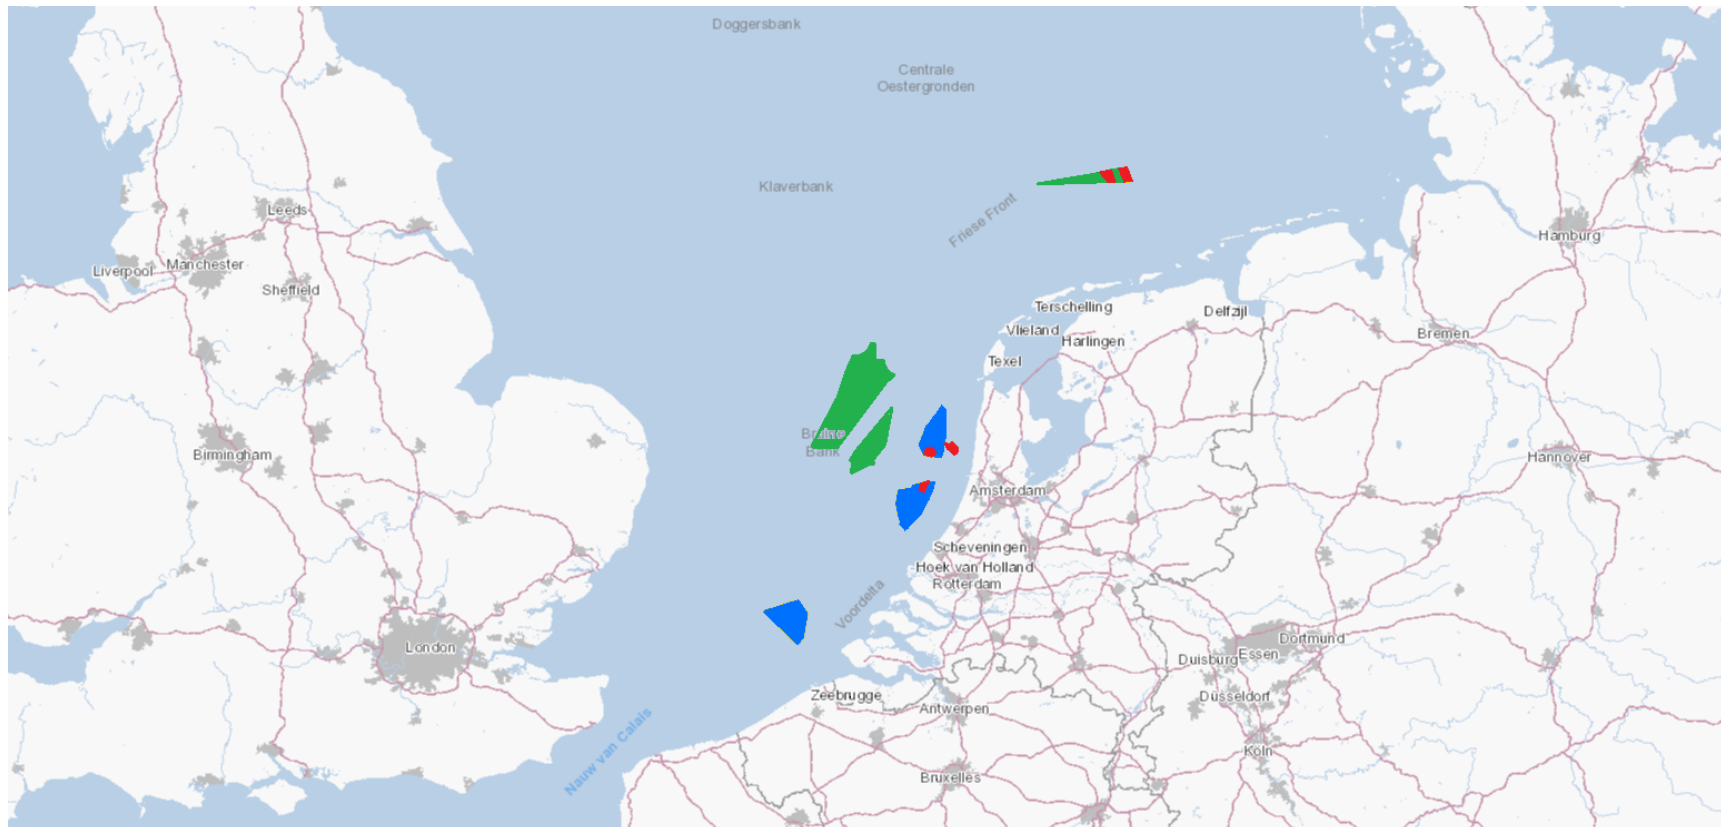 Doggersbank
Centrale
Oestergronden
Klaverbank
Friese Front
Leeds
Liverpool
Manchester
Sheffield
Hamburg
Terschelling
Delfzijl
Vlieland
Harlingen
Bremen
Texel
Bruine
Bank
Birmingham
Hannover
Amsterdam
Scheveningen
Hoek van Holland
Rotterdam
Voordelta
London
Dortmund
Essen
Duisburg
Düsseldorf
Zeebrugge
Antwerpen
Nauw van Calais
Köln
Bruxelles